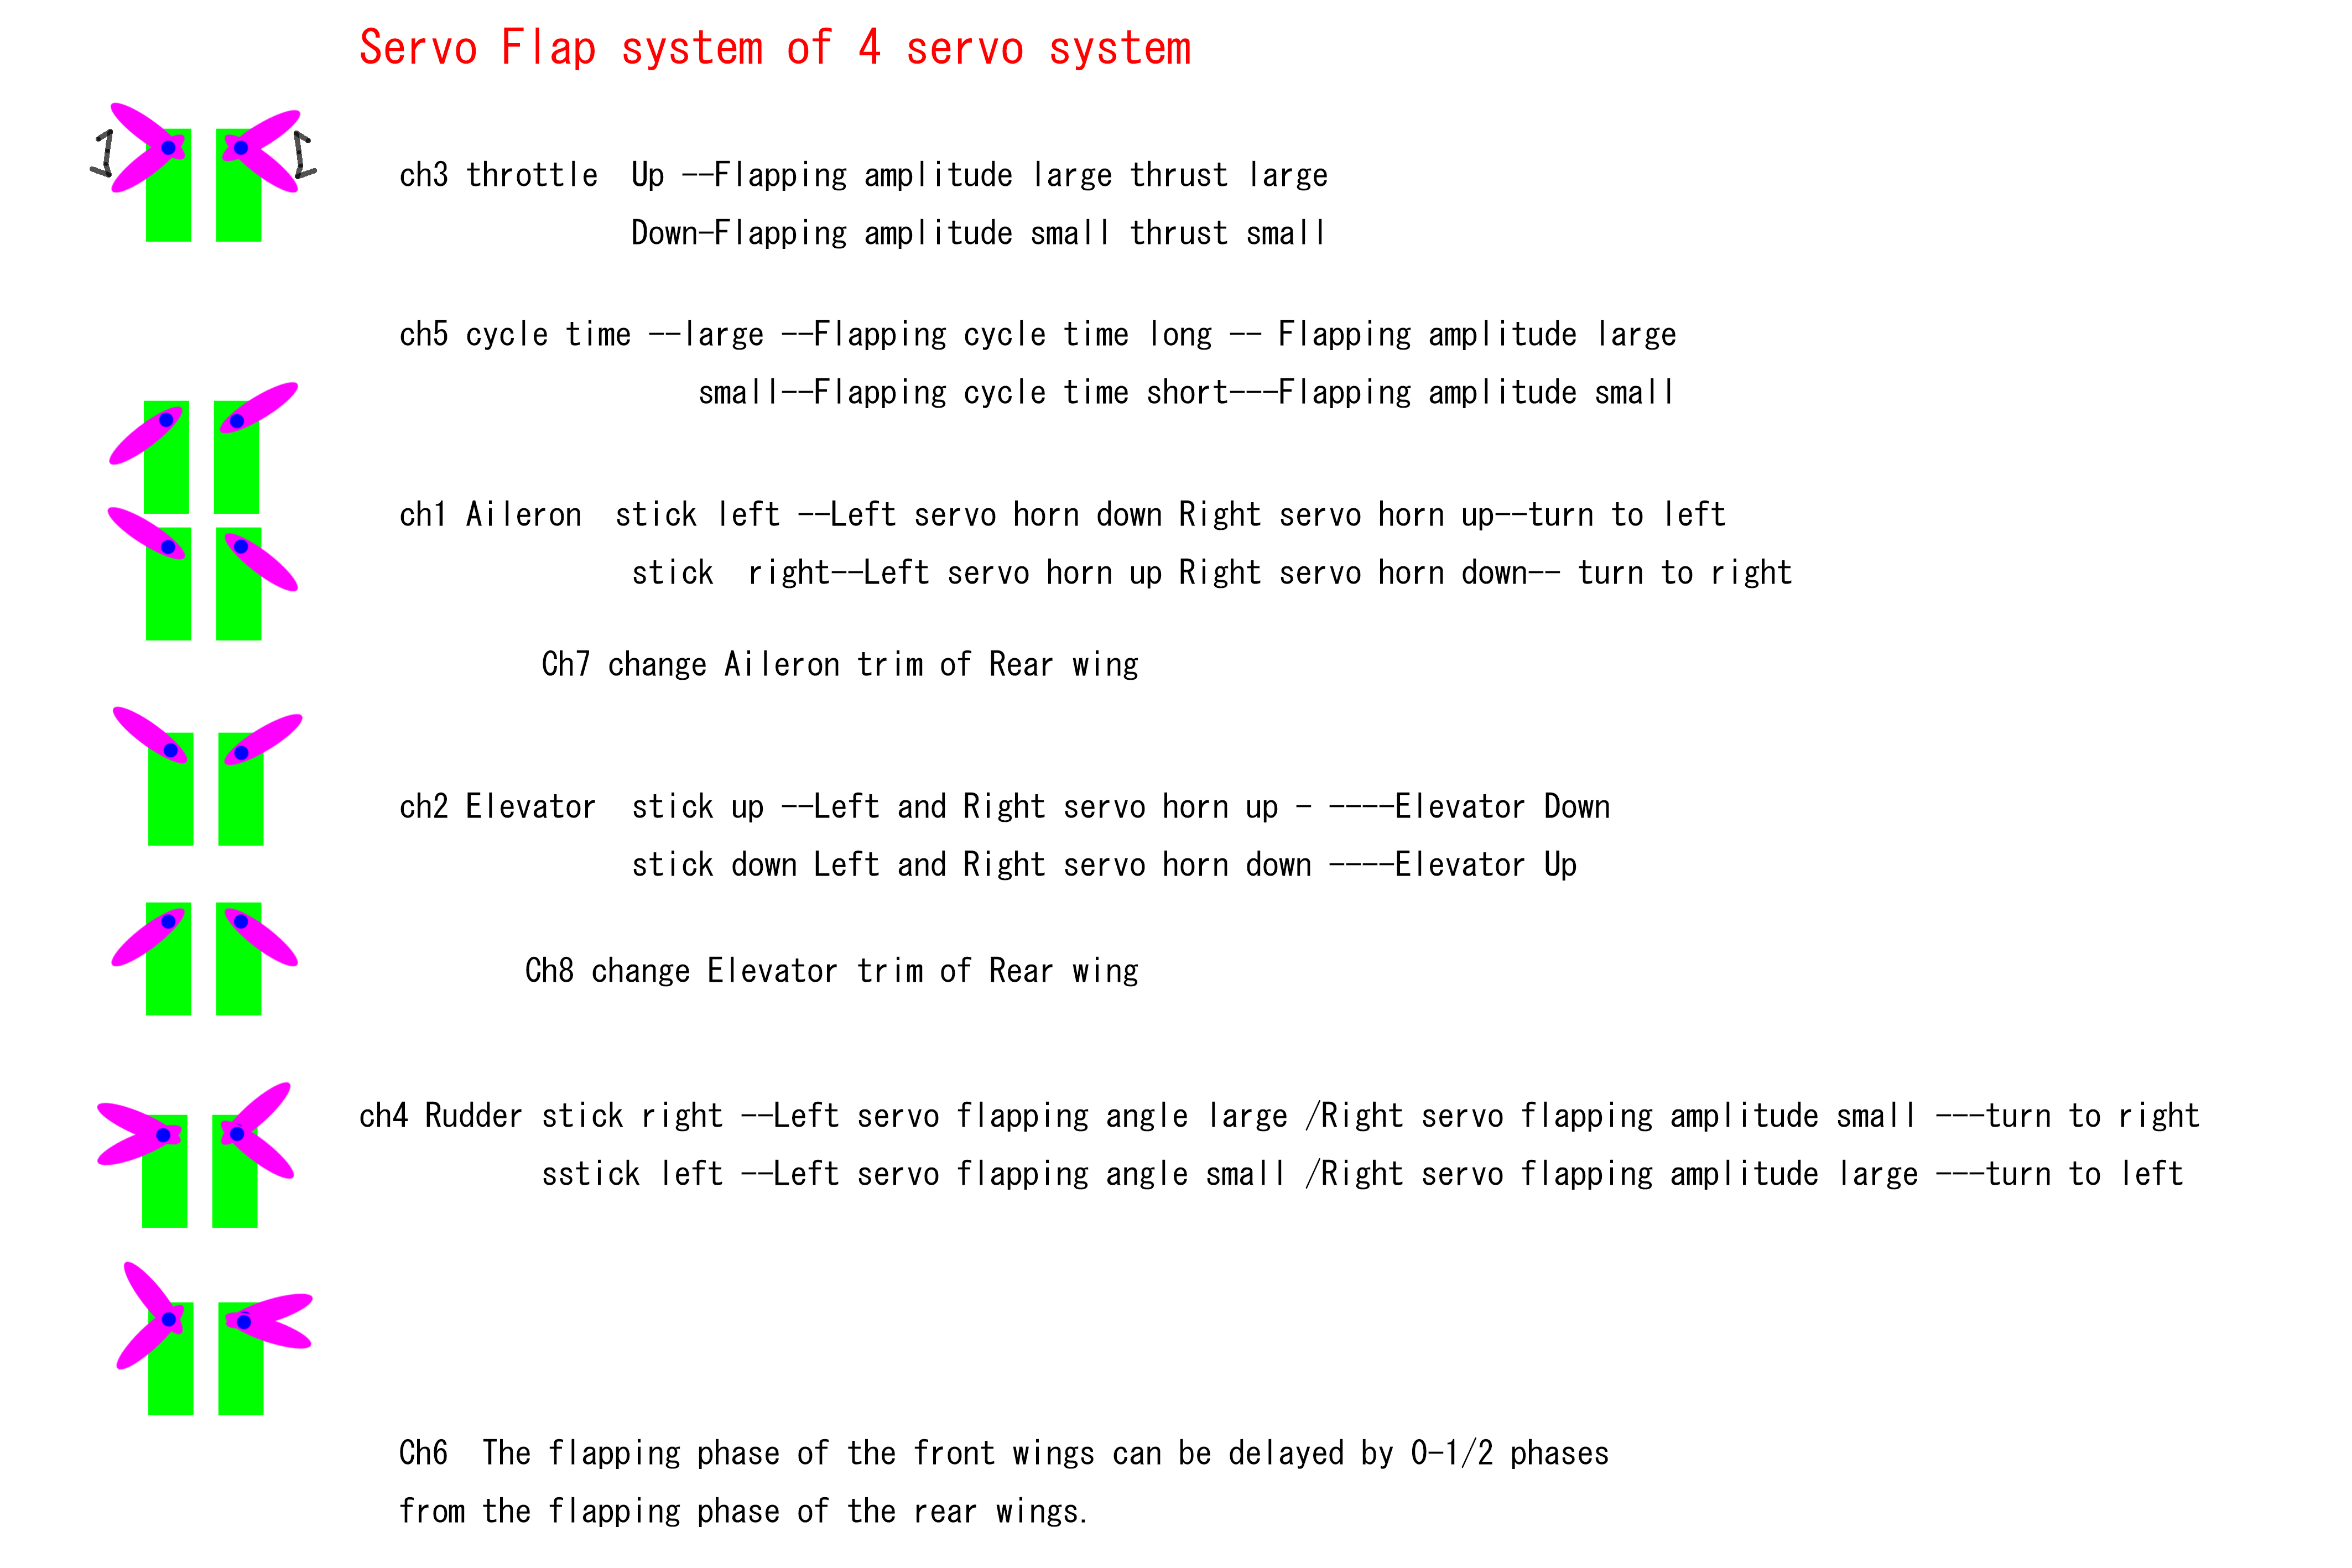 Servo Flap system of 4 servo system
ch3 throttle  Up --Flapping amplitude large thrust large
Down-Flapping amplitude small thrust small
ch5 cycle time --large --Flapping cycle time long -- Flapping amplitude large
small--Flapping cycle time short---Flapping amplitude small
ch1 Aileron  stick left --Left servo horn down Right servo horn up--turn to left
stick  right--Left servo horn up Right servo horn down-- turn to right
Ch7 change Aileron trim of Rear wing
ch2 Elevator  stick up --Left and Right servo horn up - ----Elevator Down
stick down Left and Right servo horn down ----Elevator Up
Ch8 change Elevator trim of Rear wing
ch4 Rudder stick right --Left servo flapping angle large /Right servo flapping amplitude small ---turn to right
sstick left --Left servo flapping angle small /Right servo flapping amplitude large ---turn to left
Ch6  The flapping phase of the front wings can be delayed by 0-1/2 phases
from the flapping phase of the rear wings.